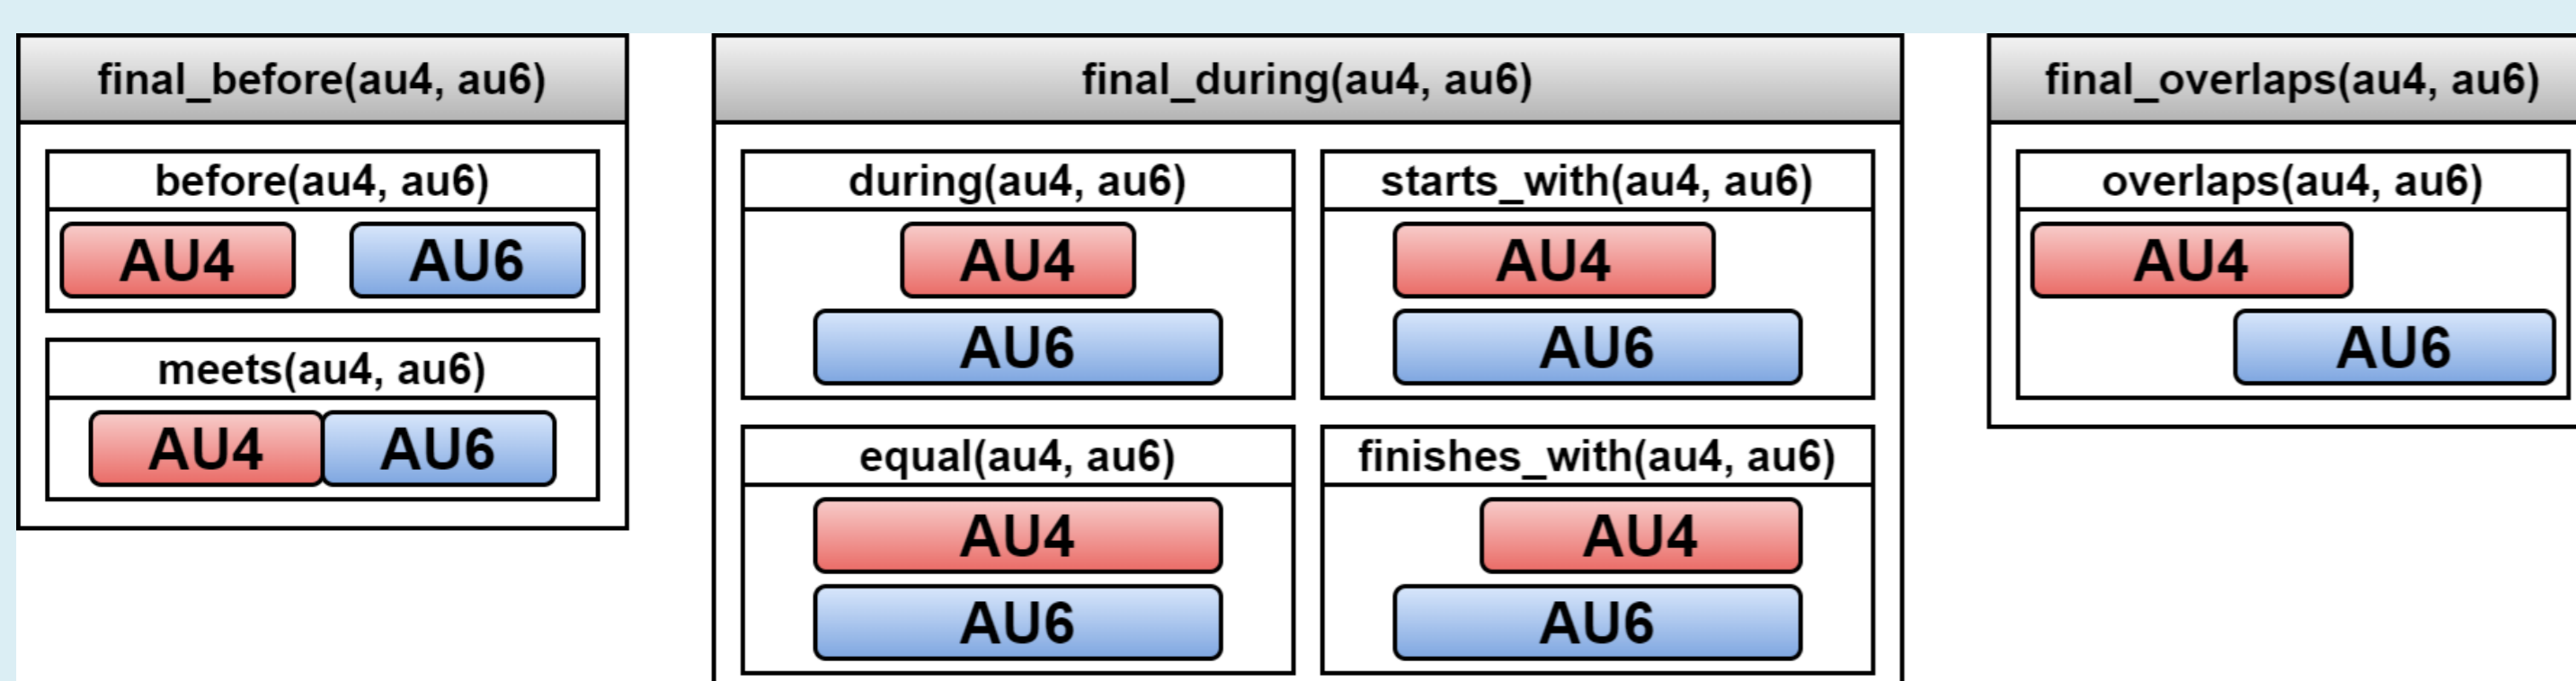 final_before(au4, au6)
before(au4, au6)
AU4
AU6
meets(au4, au6)
AU4
AU6
final_during(au4, au6)
during(au4, au6)
AU4
AU6
starts_with(au4, au6)
AU4
AU6
equal(au4, au6)
AU4
AU6
finishes_with(au4, au6)
AU4
AU6
final_overlaps(au4, au6)
overlaps(au4, au6)
AU4
AU6